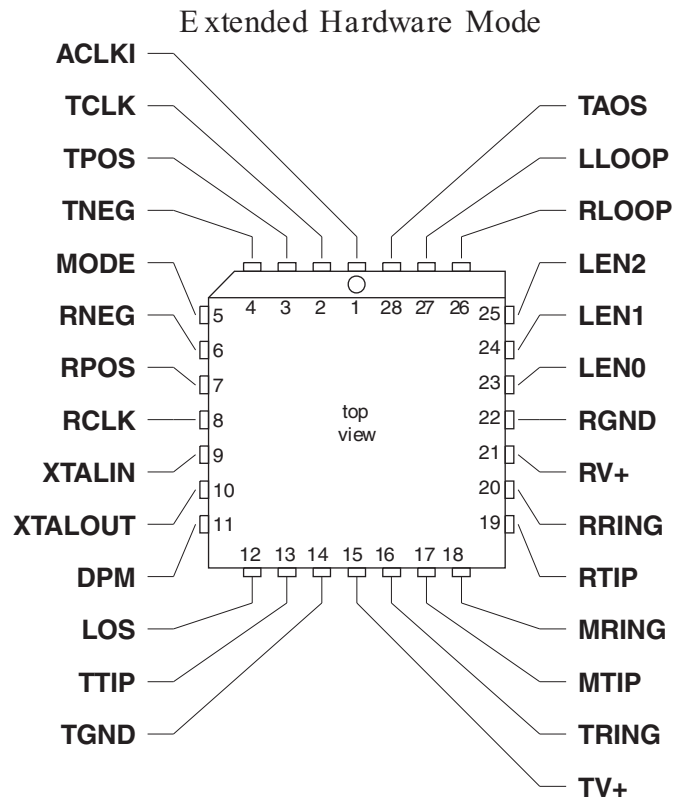 Extended Hardware Mode
ACLKI
TCLK
TPOS
TNEG
MODE
RNEG
RPOS
RCLK
XTALIN
XTALOUT
DPM
LOS
TTIP
TGND
TAOS
LLOOP
RLOOP
LEN2
LEN1
LEN0
RGND
RV+
RRING
RTIP
MRING
MTIP
TRING
TV+
4 3 2 1 28 27 26
5
6
7
8
9
10
11
25
24
23
22
21
20
19
top
view
12 13 14 15 16 17 18